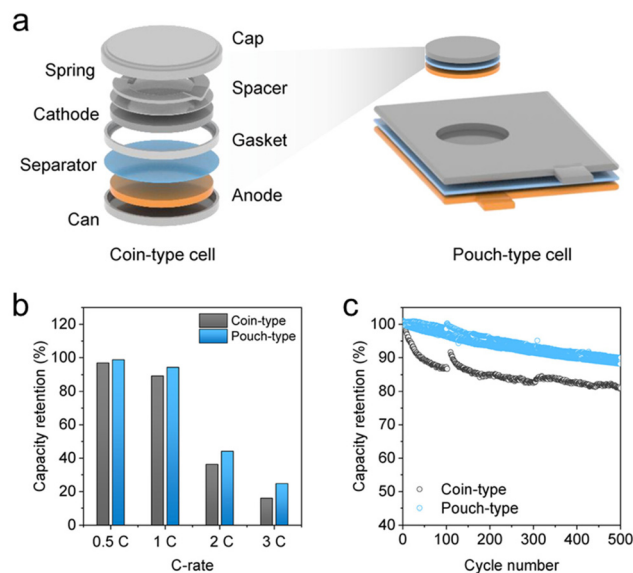 a
Cap
Spring
Spacer
Cathode
Gasket
Separator
Anode
Can
Coin-type cell
Pouch-type cell
b
Capacity retention (%)
120
100
80
60
40
20
0
Coin-type
Pouch-type
0.5 C
1 C
2 C
3 C
C-rate
c
Capacity retention (%)
100
90
80
70
60
50
40
Coin-type
Pouch-type
0
100
200
300
400
500
Cycle number